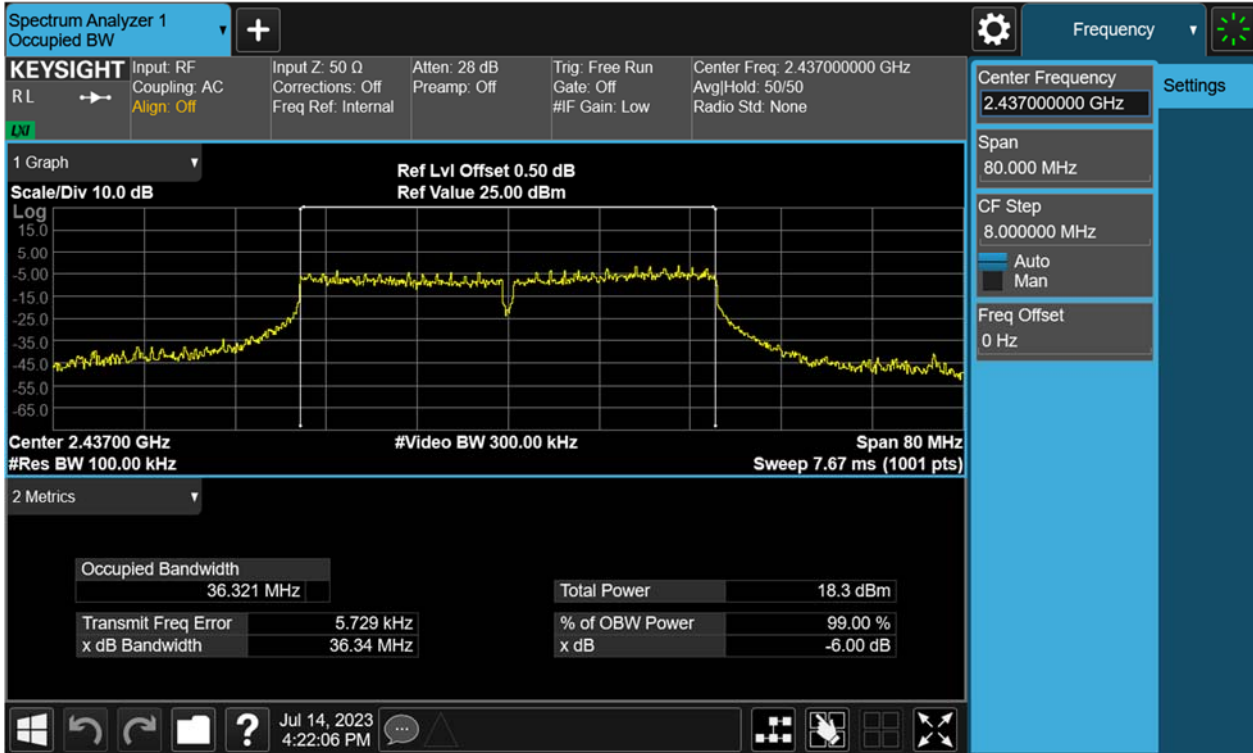 Spectrum Analyzer 1
Occupied BW
+
Frequency
KEYSIGHT
RL
LXI
Input: RF
Coupling: AC
Align: Off
Input Z: 50 Ω
Corrections: Off
Freq Ref: Internal
Atten: 28 dB
Preamp: Off
Trig: Free Run
Gate: Off
#IF Gain: Low
Center Freq: 2.437000000 GHz
Avg|Hold: 50/50
Radio Std: None
Center Frequency
2.437000000 GHz
Settings
Span
80.000 MHz
CF Step
8.000000 MHz
Auto
Man
Freq Offset
0 Hz
1 Graph
Scale/Div 10.0 dB
Ref Lvl Offset 0.50 dB
Ref Value 25.00 dBm
Log
15.0
5.00
-5.00
-15.0
-25.0
-35.0
-45.0
-55.0
-65.0
Center 2.43700 GHz
#Video BW 300.00 kHz
Span 80 MHz
#Res BW 100.00 kHz
Sweep 7.67 ms (1001 pts)
2 Metrics
Occupied Bandwidth
36.321 MHz
Total Power 18.3 dBm
Transmit Freq Error 5.729 kHz
% of OBW Power 99.00 %
x dB Bandwidth 36.34 MHz
x dB -6.00 dB
?
Jul 14, 2023
4:22:06 PM